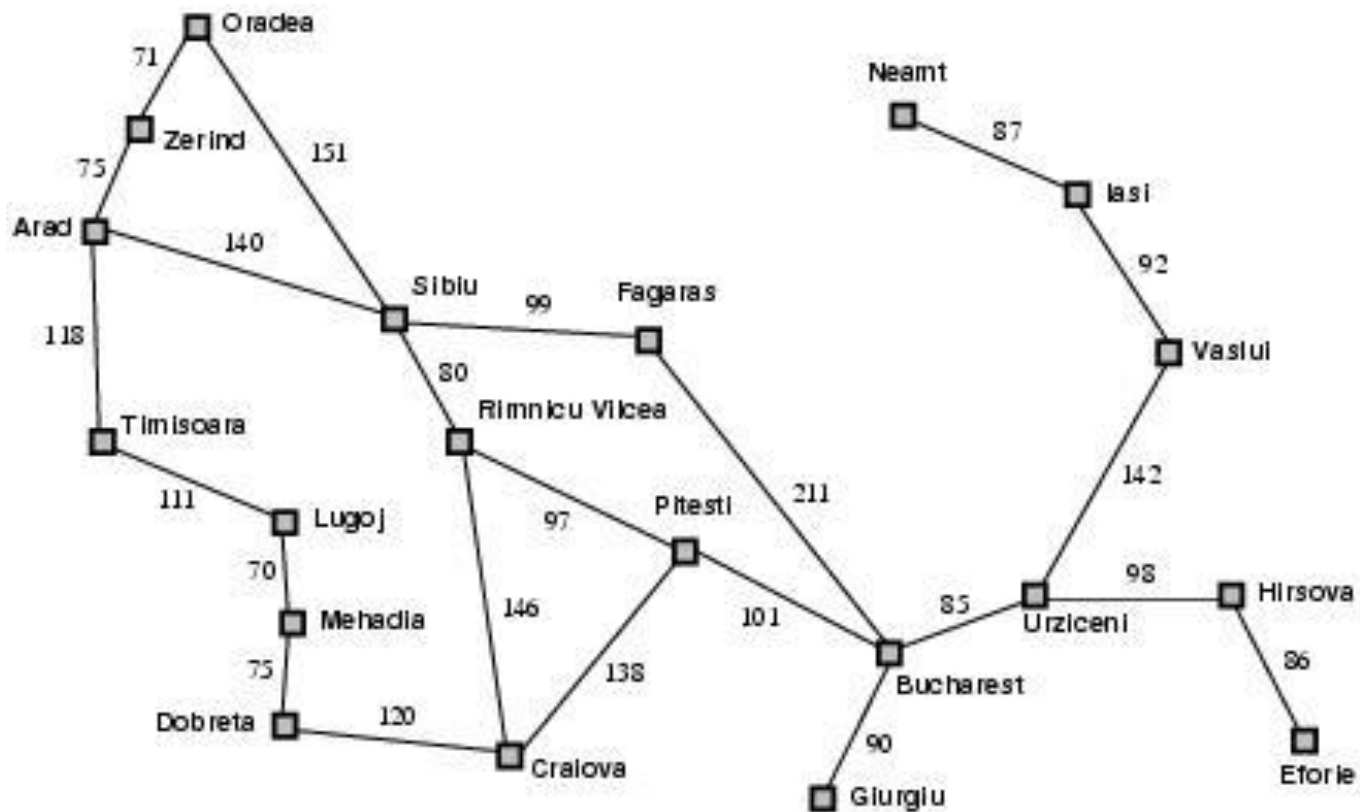 Oradea
71
Neamt
87
Zerind
151
75
Iasi
Arad
140
92
Sibiu
99
Fagaras
118
80
Vaslui
Timisoara
Rimnicu Vilcea
142
111
211
Lugoj
97
Pitesti
70
98
Hirsova
Mehadia
146
101
85
Urziceni
86
75
138
Bucharest
Dobreta
120
90
Craiova
Eforie
Giurgiu